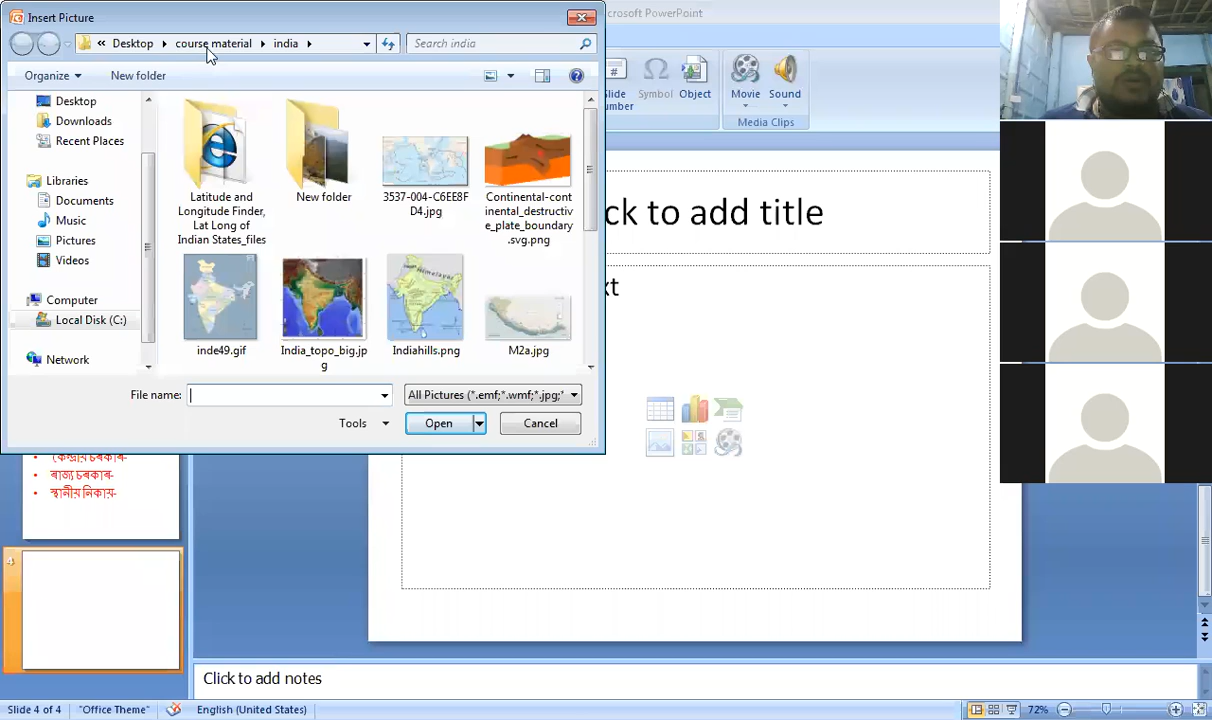 Insert Picture
crosoft PowerPoint
« Desktop course material india
Search india
Organize New folder
Desktop
Downloads
Recent Places
Libraries
Documents
Music
Pictures
Videos
Computer
Local Disk (C:)
Network
Latitude and
Longitude Finder,
Lat Long of
Indian States_files
New folder
3537-004-C6EE8F
D4.jpg
Continental-cont
inental_destructiv
e_plate_boundary
.svg.png
inde49.gif
India_topo_big.jp
g
Indiahills.png
M2a.jpg
File name:
All Pictures (*.emf;*.wmf;*.jpg;*
Tools
Open
Cancel
Slide
umber
Symbol
Object
Movie
Sound
Media Clips
ck to add title
xt
কেন্দ্ৰীয় চৰকাৰ-
ৰাজ্য চৰকাৰ-
স্থানীয় নিকায়-
4
Click to add notes
Slide 4 of 4
"Office Theme"
English (United States)
72%